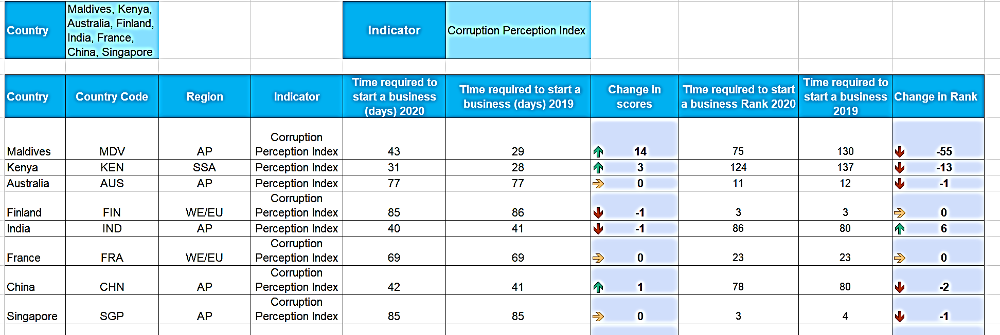 Country Maldives, Kenya, Australia, Finland, India, France, China, Singapore Indicator Corruption Perception Index
Country Country Code Region Indicator Time required to start a business (days) 2020 Time required to start a business (days) 2019 Change in scores Time required to start a business Rank 2020 Time required to start a business 2019 Change in Rank
Maldives MDV AP Corruption Perception Index 43 29 14 75 130 -55
Kenya KEN SSA Perception Index 31 28 3 124 137 -13
Australia AUS AP Perception Index 77 77 0 11 12 -1
Finland FIN WE/EU Corruption Perception Index 85 86 -1 3 3 0
India IND AP Perception Index 40 41 -1 86 80 6
France FRA WE/EU Corruption Perception Index 69 69 0 23 23 0
China CHN AP Corruption Perception Index 42 41 1 78 80 -2
Singapore SGP AP Corruption Perception Index 85 85 0 3 4 -1